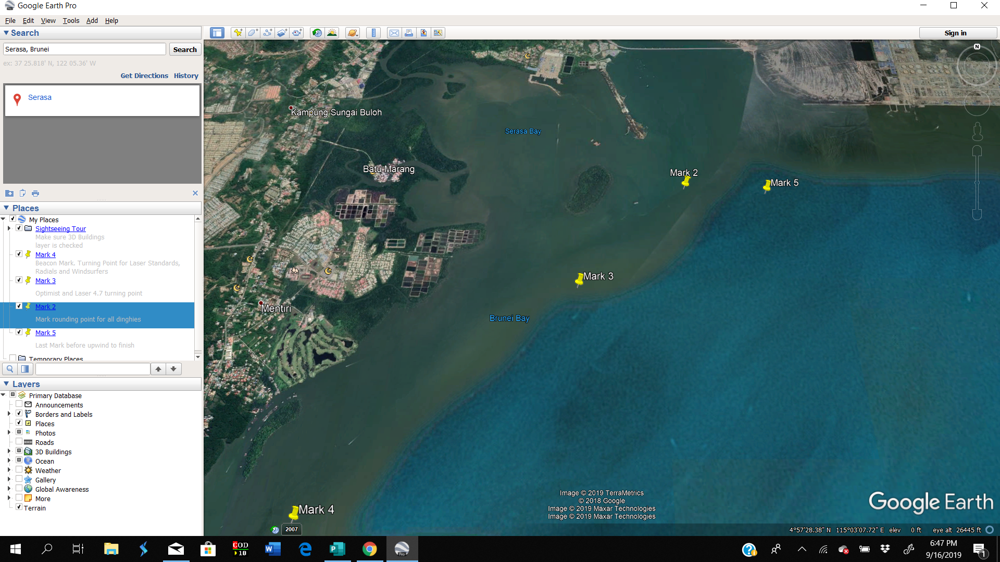 Google Earth Pro
File Edit View Tools Add Help
Search
Serasa, Brunei
Search
ex: 37 25.818' N, 122 05.36' W
Get Directions History
Serasa
Places
My Places
Sightseeing Tour
Make sure 3D Buildings
layer is checked
Mark 4
Beacon Mark. Turning Point for Laser Standards,
Radials and Windsurfers
Mark 3
Optimist and Laser 4.7 turning point
Mark 2
Mark rounding point for all dinghies
Mark 5
Last Mark before upwind to finish
Temporary Places
Layers
Primary Database
Announcements
Borders and Labels
Places
Photos
Roads
3D Buildings
Ocean
Weather
Gallery
Global Awareness
More
Terrain
Sign in
N
Kampung Sungai Buloh
Serasa Bay
Batu Marang
Mark 2
Mark 5
Mark 3
Mentiri
Brunei Bay
Mark 4
Image © 2019 TerraMetrics
© 2018 Google
Image © 2019 Maxar Technologies
Image © 2019 Maxar Technologies
Google Earth
2007
4°57'28.38" N 115°03'07.72" E elev 0 ft eye alt 26445 ft
COD
10
6:47 PM
9/16/2019
1